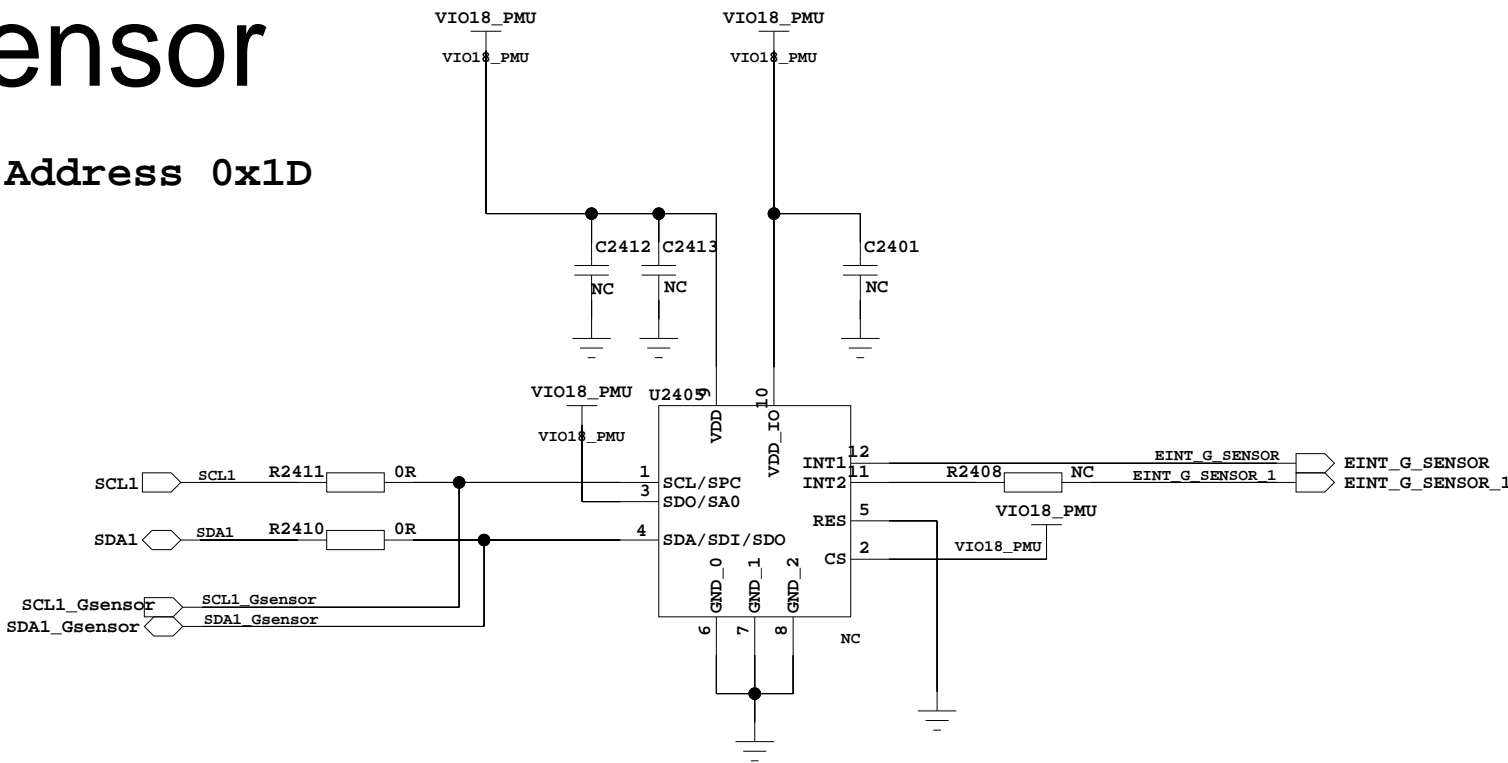 ensor
Address 0x1D
VIO18_PMU
VIO18_PMU
VIO18_PMU
VIO18_PMU
C2412
C2413
C2401
NC
NC
NC
VIO18_PMU
VIO18_PMU
U2405
9
10
VDD
VDD_IO
SCL1
SCL1
R2411
0R
1
SCL/SPC
3
SDO/SA0
SDA1
SDA1
R2410
0R
4
SDA/SDI/SDO
SCL1_Gsensor
SCL1_Gsensor
SDA1_Gsensor
SDA1_Gsensor
INT1
12
EINT_G_SENSOR
EINT_G_SENSOR
INT2
11
R2408
NC
EINT_G_SENSOR_1
EINT_G_SENSOR_1
RES
5
VIO18_PMU
CS
2
VIO18_PMU
GND_0
GND_1
GND_2
6
7
8
NC